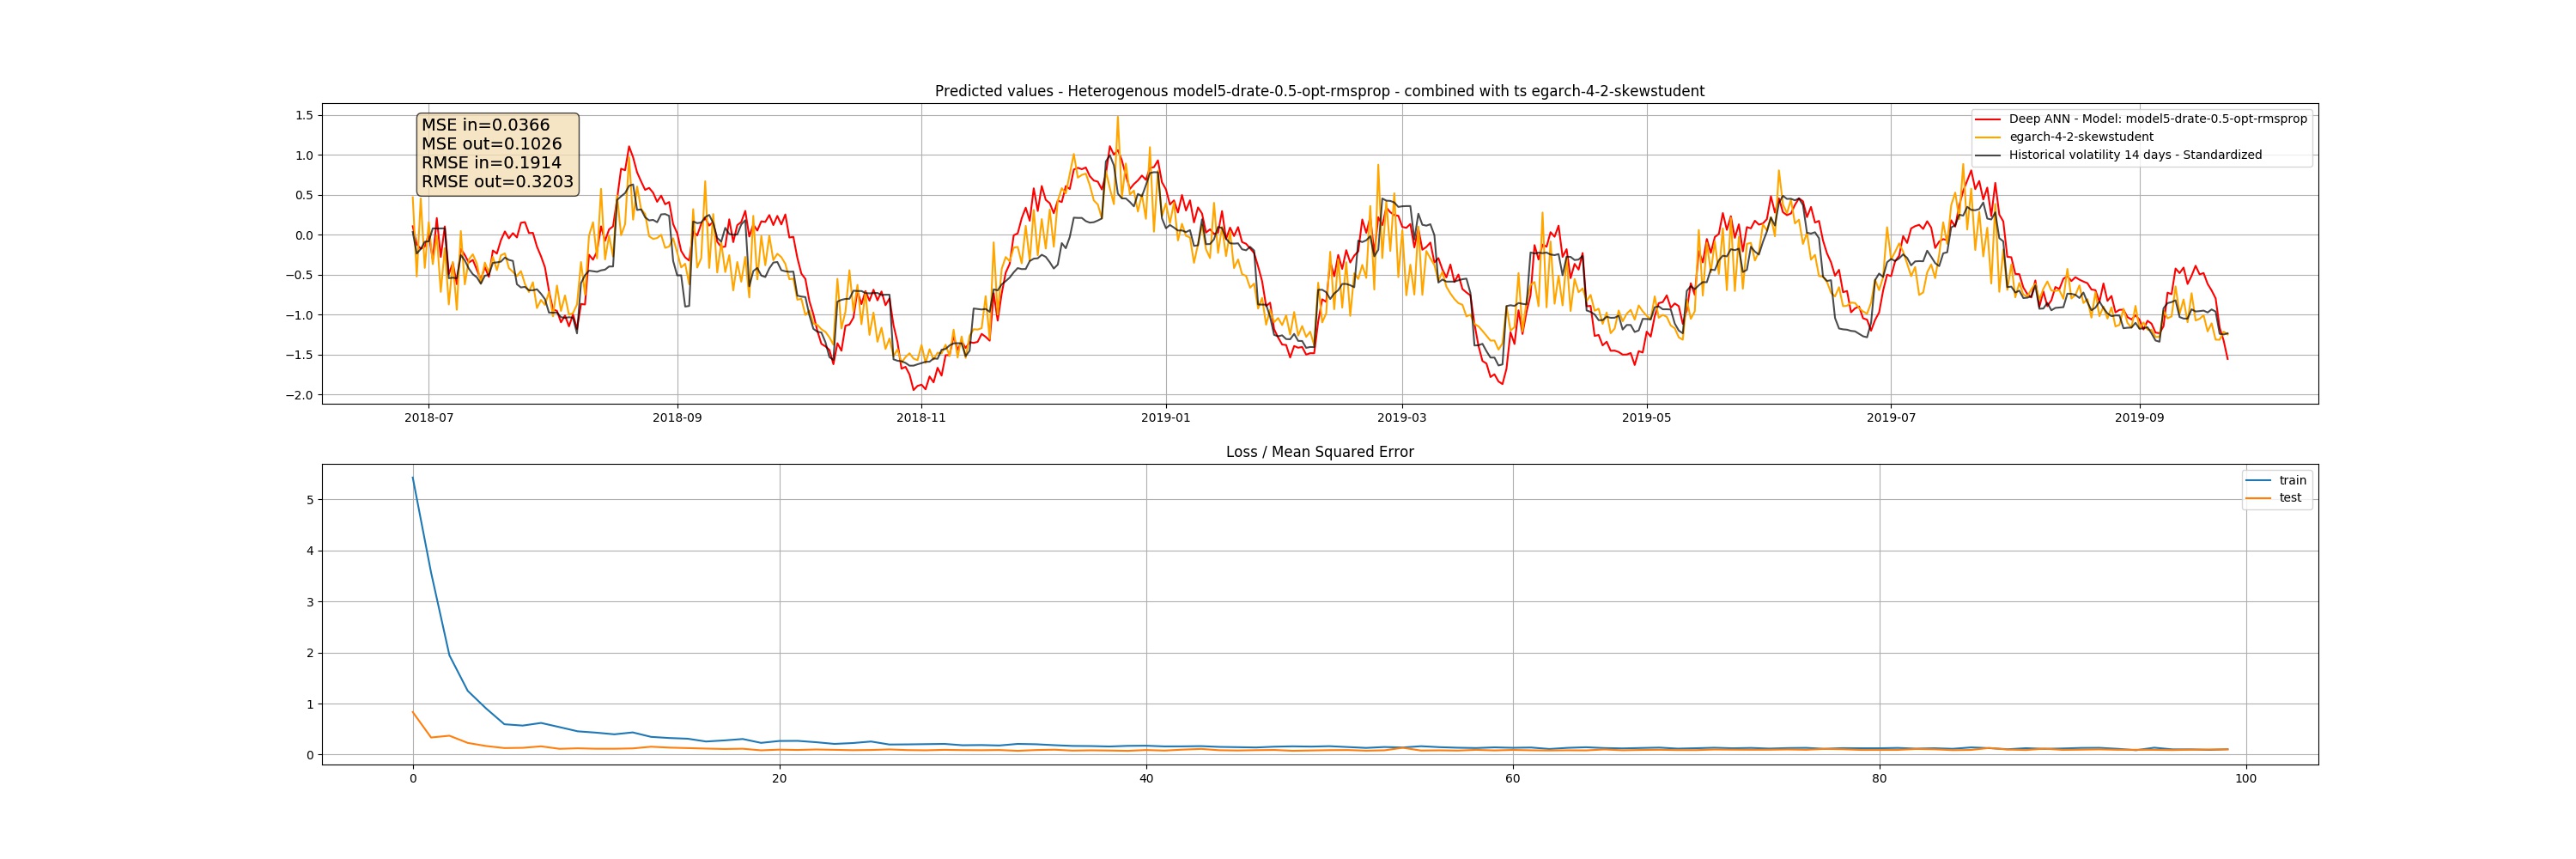 Predicted values - Heterogenous model5-drate-0.5-opt-rmsprop - combined with ts egarch-4-2-skewstudent
MSE in=0.0366
MSE out=0.1026
RMSE in=0.1914
RMSE out=0.3203
Deep ANN - Model: model5-drate-0.5-opt-rmsprop
egarch-4-2-skewstudent
Historical volatility 14 days - Standardized
1.5
1.0
0.5
0.0
−0.5
−1.0
−1.5
−2.0
2018-07 2018-09 2018-11 2019-01 2019-03 2019-05 2019-07 2019-09
Loss / Mean Squared Error
train
test
5
4
3
2
1
0
0 20 40 60 80 100